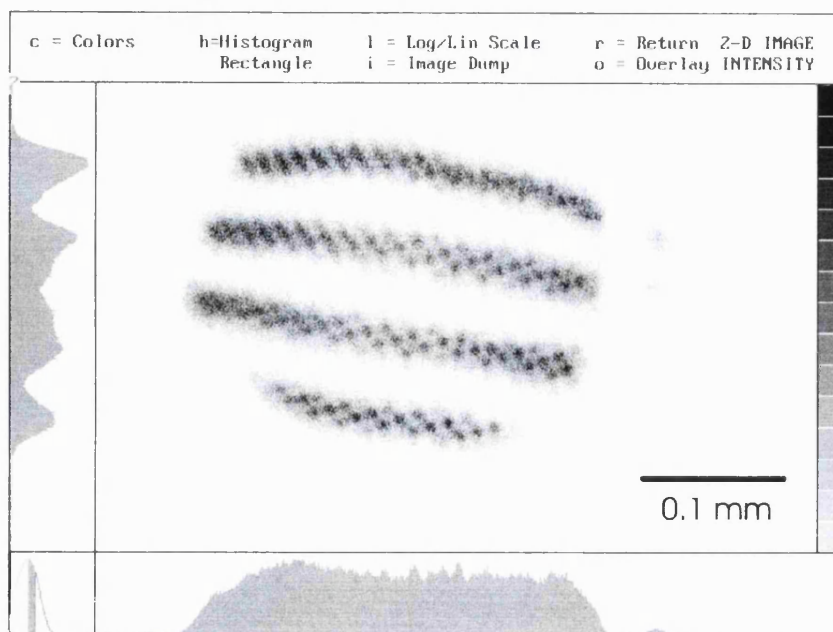 c = Colors h=Histogram l = Log/Lin Scale r = Return 2-D IMAGE
Rectangle i = Image Dump o = Overlay INTENSITY
0.1 mm